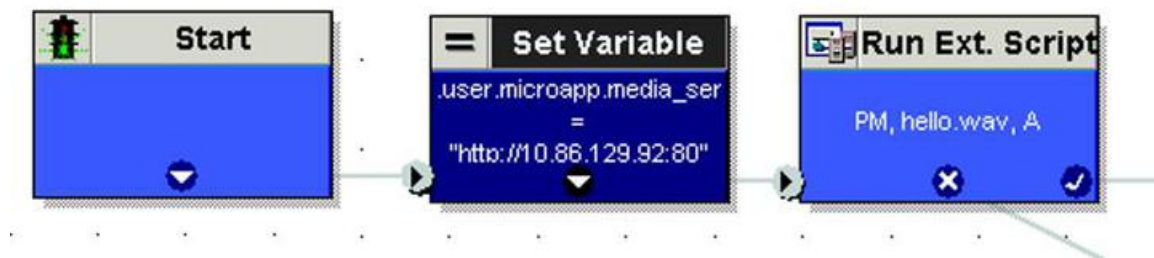 Start
Set Variable
.user.microapp.media_ser
=
"http://10.86.129.92:80"
Run Ext. Script
PM, hello.wav, A